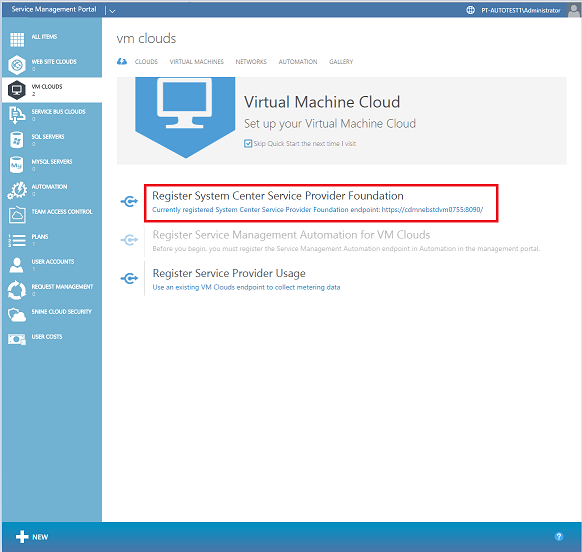 Service Management Portal
PT-AUTOTEST1\Administrator
ALL ITEMS
WEB SITE CLOUDS
0
VM CLOUDS
2
SERVICE BUS CLOUDS
0
SQL SERVERS
0
MYSQL SERVERS
0
AUTOMATION
0
TEAM ACCESS CONTROL
PLANS
1
USER ACCOUNTS
1
REQUEST MANAGEMENT
0
5NINE CLOUD SECURITY
USER COSTS
vm clouds
CLOUDS VIRTUAL MACHINES NETWORKS AUTOMATION GALLERY
Virtual Machine Cloud
Set up your Virtual Machine Cloud
Skip Quick Start the next time I visit
Register System Center Service Provider Foundation
Currently registered System Center Service Provider Foundation endpoint: https://cdmnebstdvm0755:8090/
Register Service Management Automation for VM Clouds
Before you begin, you must register the Service Management Automation endpoint in Automation in the management portal.
Register Service Provider Usage
Use an existing VM Clouds endpoint to collect metering data
NEW
?